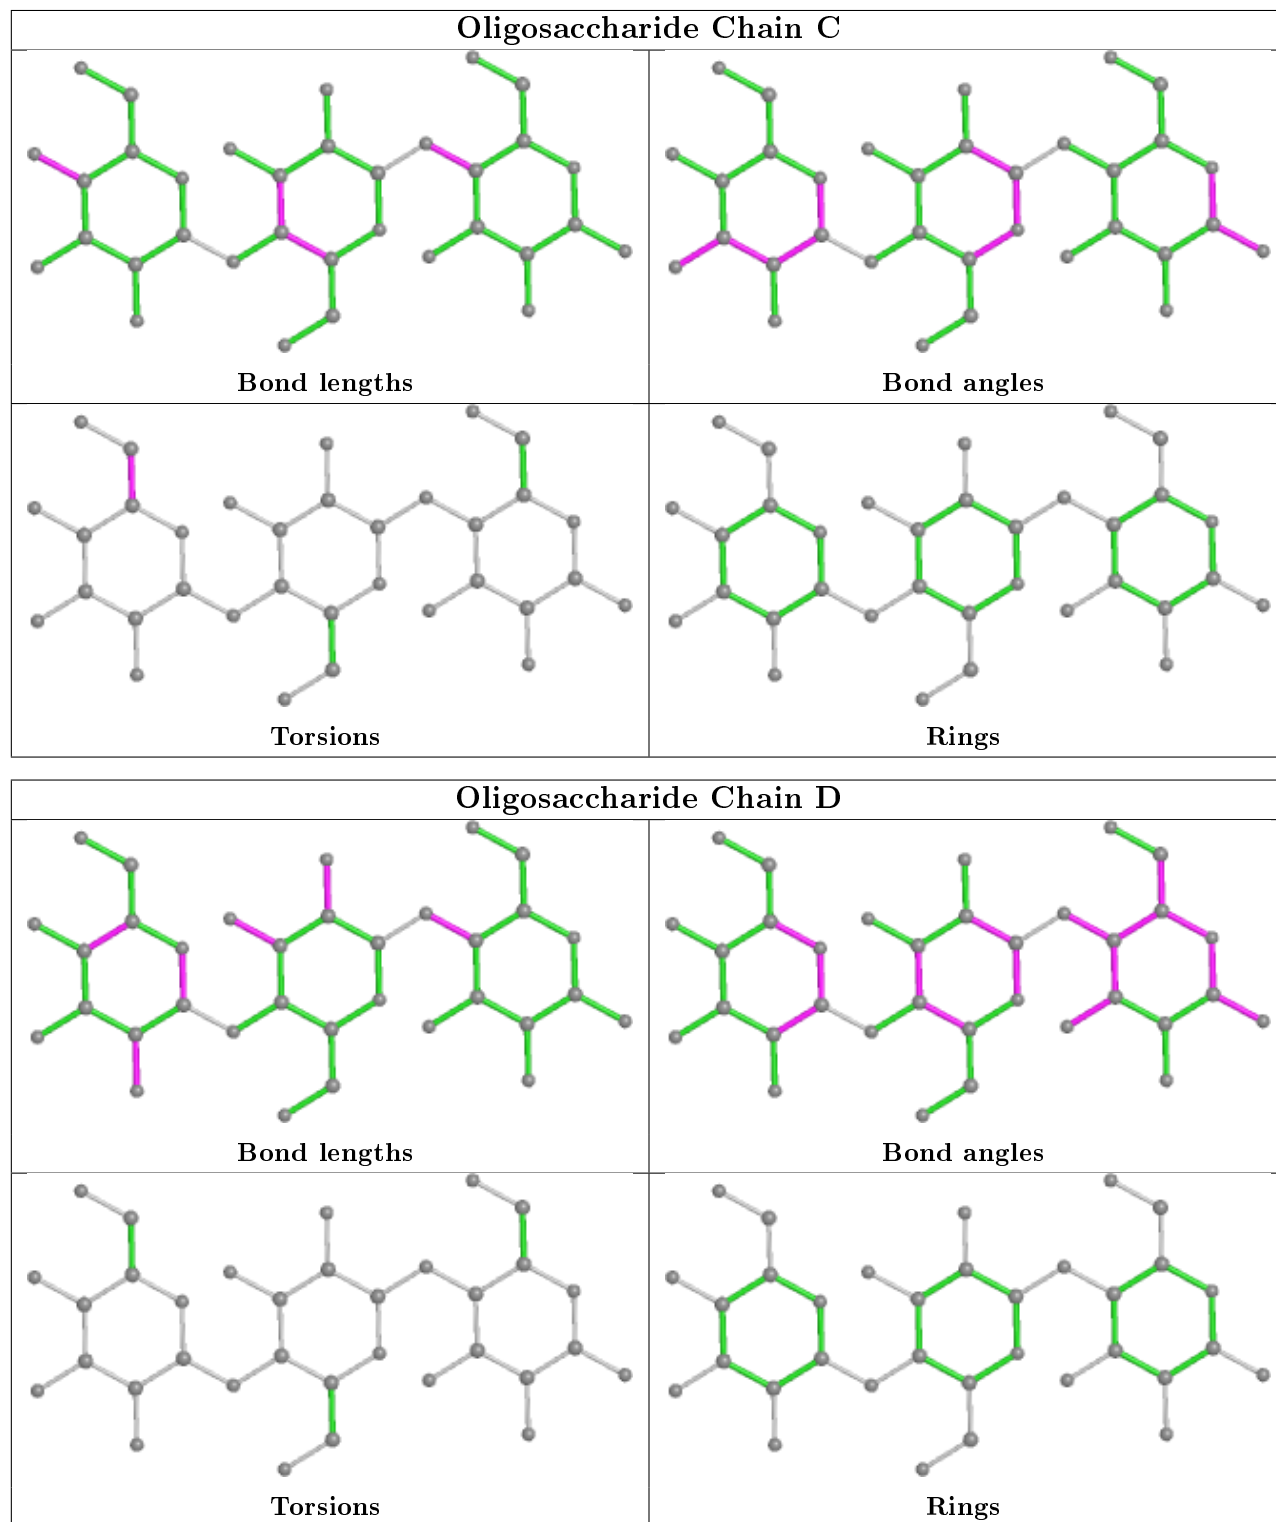 Oligosaccharide Chain C
Bond lengths
Bond angles
Torsions
Rings
Oligosaccharide Chain D
Bond lengths
Bond angles
Torsions
Rings